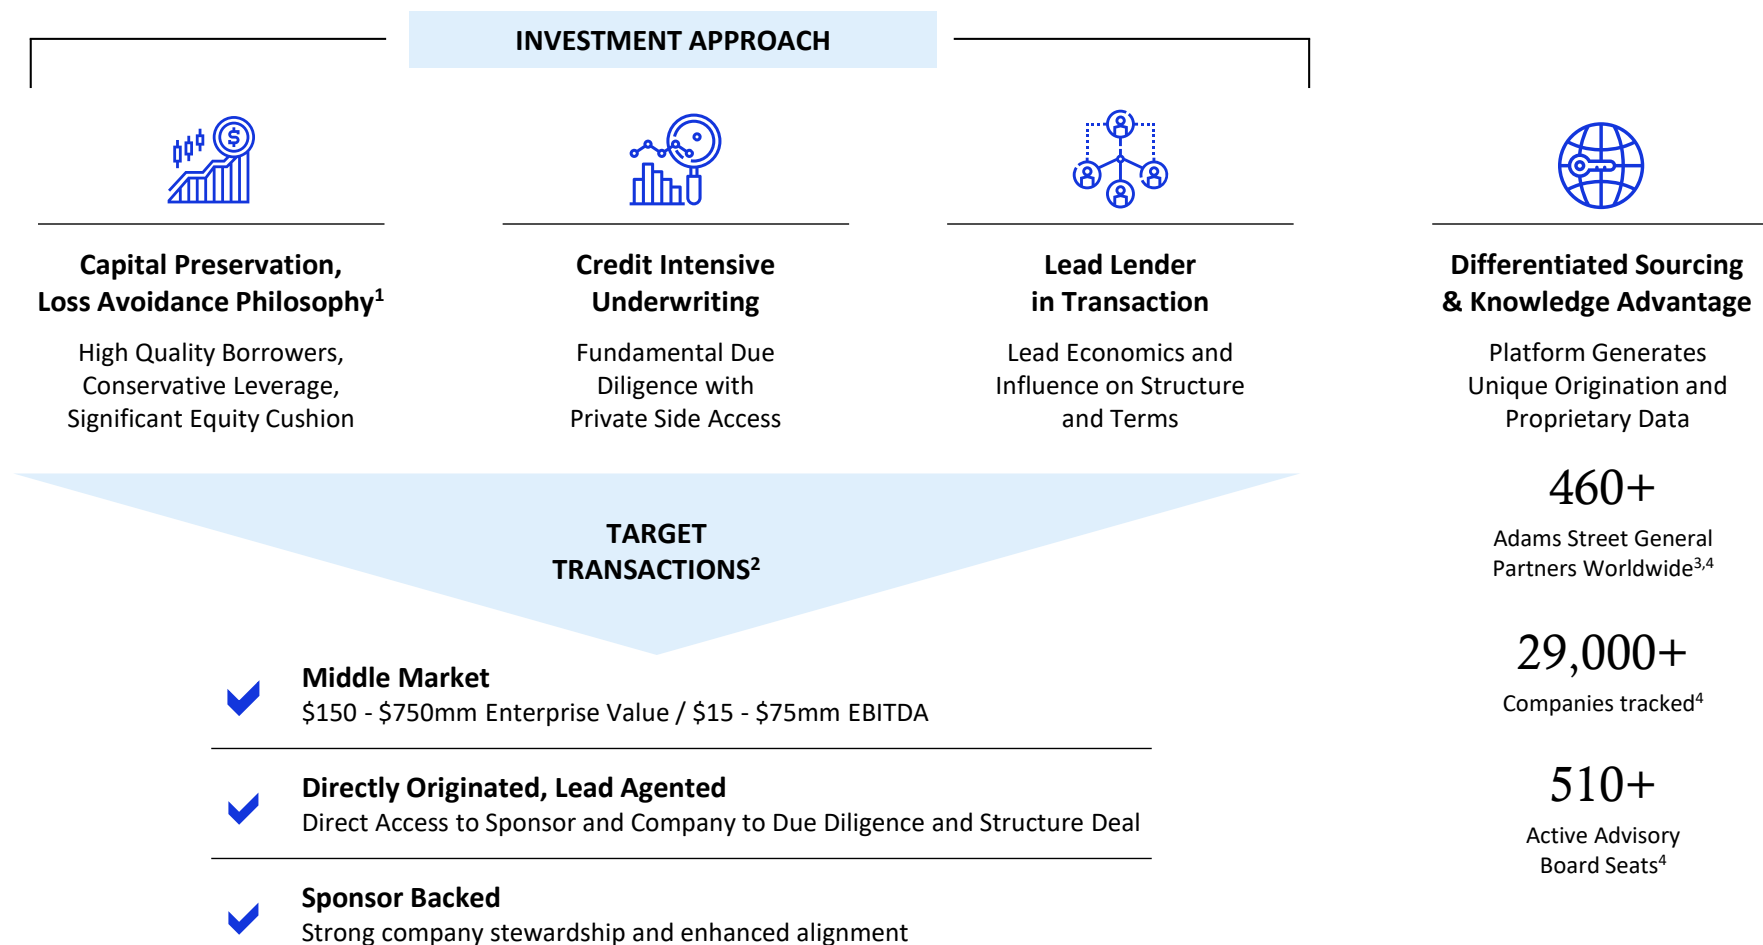 INVESTMENT APPROACH
Capital Preservation,
Loss Avoidance Philosophy1
High Quality Borrowers,
Conservative Leverage,
Significant Equity Cushion
Credit Intensive
Underwriting
Fundamental Due
Diligence with
Private Side Access
Lead Lender
in Transaction
Lead Economics and
Influence on Structure
and Terms
Differentiated Sourcing
& Knowledge Advantage
Platform Generates
Unique Origination and
Proprietary Data
460+
Adams Street General
Partners Worldwide3,4
29,000+
Companies tracked4
510+
Active Advisory
Board Seats4
TARGET
TRANSACTIONS2
Middle Market
$150 - $750mm Enterprise Value / $15 - $75mm EBITDA
Directly Originated, Lead Agented
Direct Access to Sponsor and Company to Due Diligence and Structure Deal
Sponsor Backed
Strong company stewardship and enhanced alignment